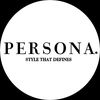 PERSONA.
STYLE THAT DEFINES